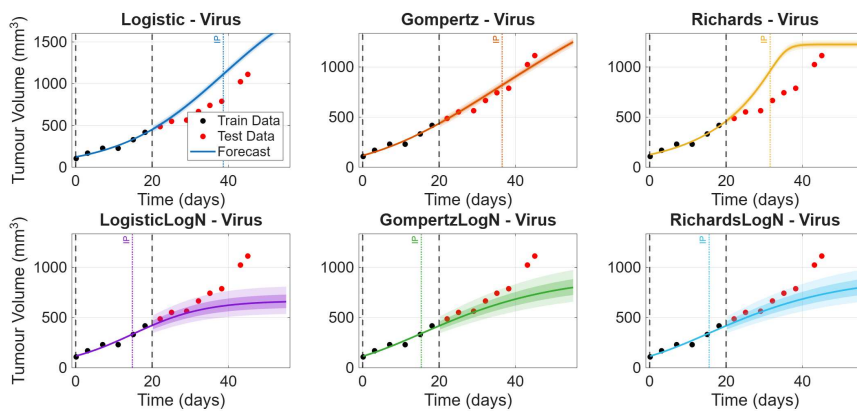 Logistic - Virus
Gompertz - Virus
Richards - Virus
Tumour Volume (mm³)
1500
1000
500
0
IP
Train Data
Test Data
Forecast
0
20
40
Time (days)
1000
500
0
IP
0
20
40
Time (days)
1000
500
0
IP
0
20
40
Time (days)
LogisticLogN - Virus
GompertzLogN - Virus
RichardsLogN - Virus
Tumour Volume (mm³)
1000
500
0
IP
0
20
40
Time (days)
1000
500
0
IP
0
20
40
Time (days)
1000
500
0
IP
0
20
40
Time (days)